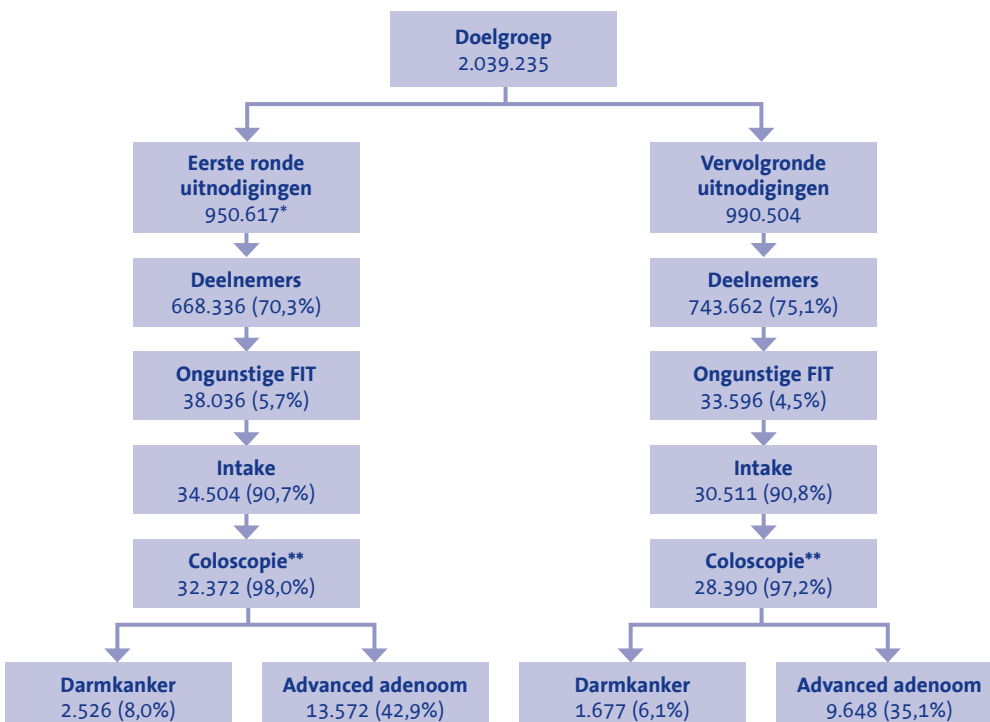 Doelgroep
2.039.235
Eerste ronde
uitnodigingen
950.617*
Vervolgronde
uitnodigingen
990.504
Deelnemers
668.336 (70,3%)
Deelnemers
743.662 (75,1%)
Ongunstige FIT
38.036 (5,7%)
Ongunstige FIT
33.596 (4,5%)
Intake
34.504 (90,7%)
Intake
30.511 (90,8%)
Coloscopie**
32.372 (98,0%)
Coloscopie**
28.390 (97,2%)
Darmkanker
2.526 (8,0%)
Advanced adenoom
13.572 (42,9%)
Darmkanker
1.677 (6,1%)
Advanced adenoom
9.648 (35,1%)